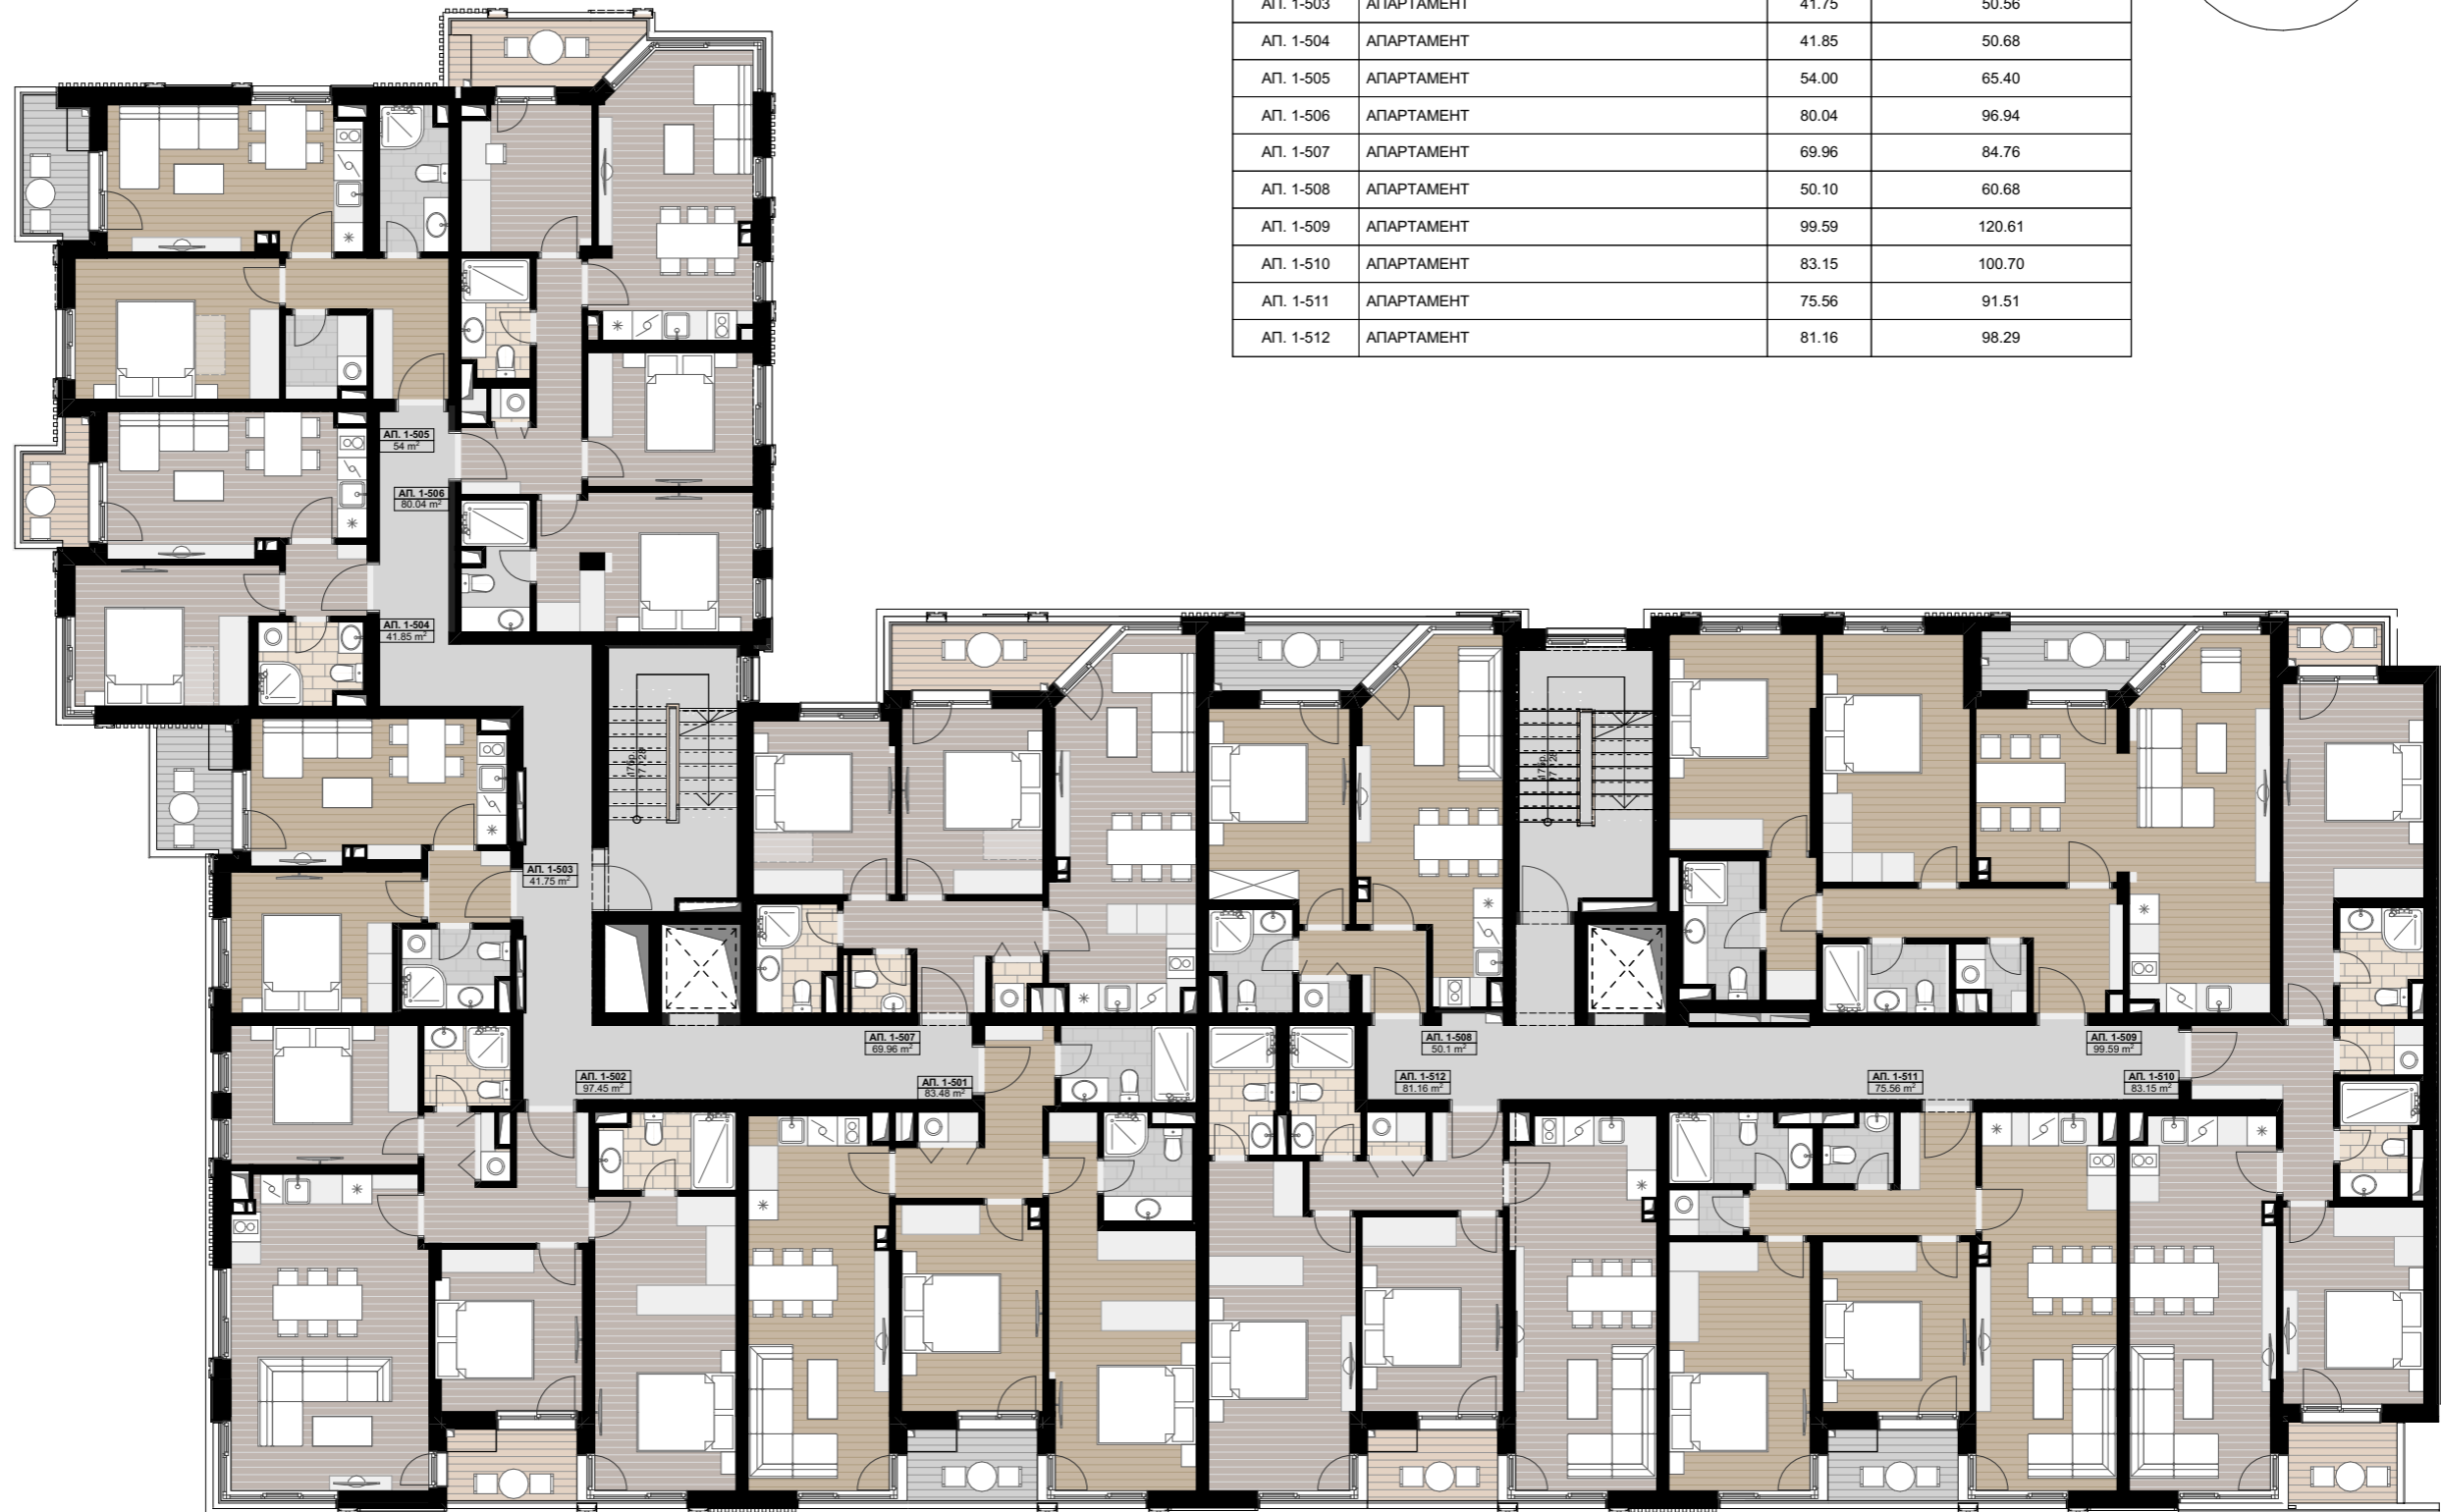 АП. 1-503 АПАРТАМЕНТ 41.75 50.56
АП. 1-504 АПАРТАМЕНТ 41.85 50.68
АП. 1-505 АПАРТАМЕНТ 54.00 65.40
АП. 1-506 АПАРТАМЕНТ 80.04 96.94
АП. 1-507 АПАРТАМЕНТ 69.96 84.76
АП. 1-508 АПАРТАМЕНТ 50.10 60.68
АП. 1-509 АПАРТАМЕНТ 99.59 120.61
АП. 1-510 АПАРТАМЕНТ 83.15 100.70
АП. 1-511 АПАРТАМЕНТ 75.56 91.51
АП. 1-512 АПАРТАМЕНТ 81.16 98.29
АП. 1-505
54 m²
АП. 1-506
80.04 m²
АП. 1-504
41.85 m²
АП. 1-503
41.75 m²
АП. 1-507
69.96 m²
АП. 1-508
50.1 m²
АП. 1-509
99.59 m²
АП. 1-502
97.45 m²
АП. 1-501
83.48 m²
АП. 1-512
81.16 m²
АП. 1-511
75.56 m²
АП. 1-510
83.15 m²